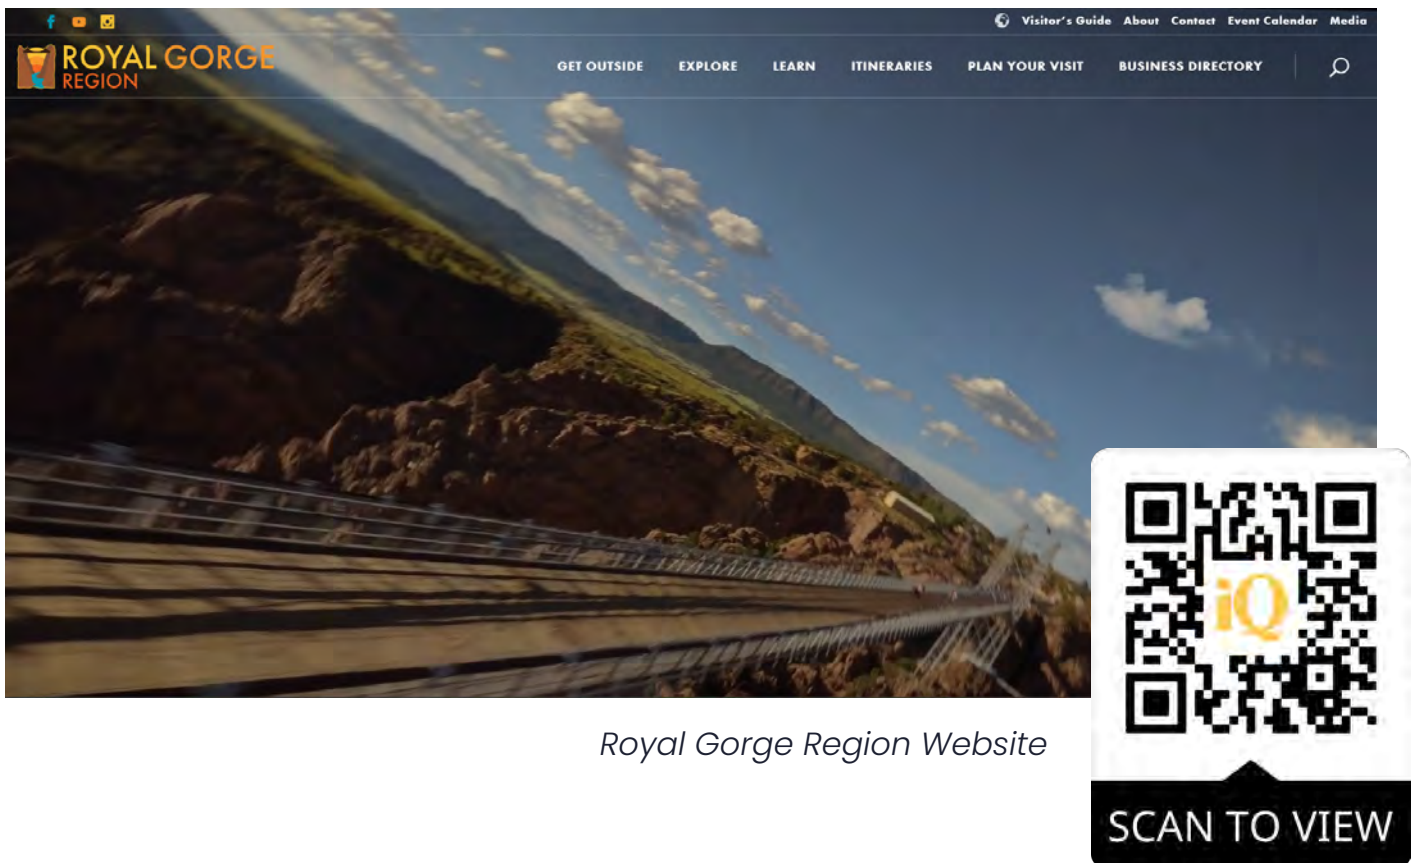 Visitor's Guide About Contact Event Calendar Media
ROYAL GORGE
REGION
GET OUTSIDE EXPLORE LEARN ITINERARIES PLAN YOUR VISIT BUSINESS DIRECTORY
iQ
Royal Gorge Region Website
SCAN TO VIEW